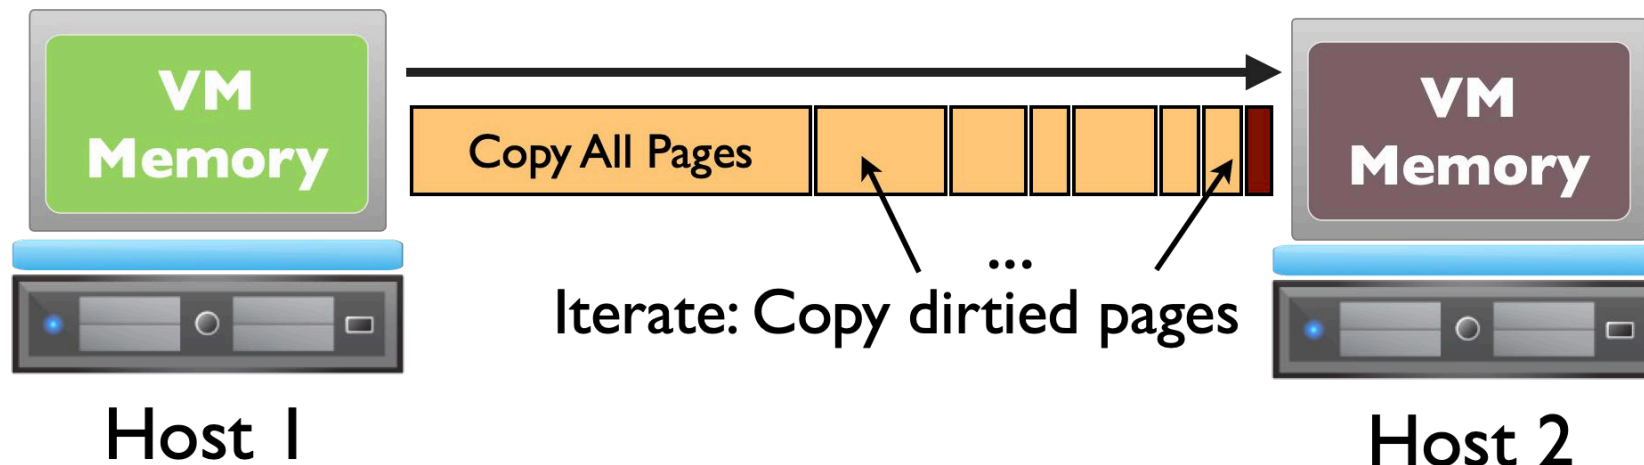 VM
Memory
Copy All Pages
VM
Memory
...
Iterate: Copy dirtied pages
Host 1
Host 2